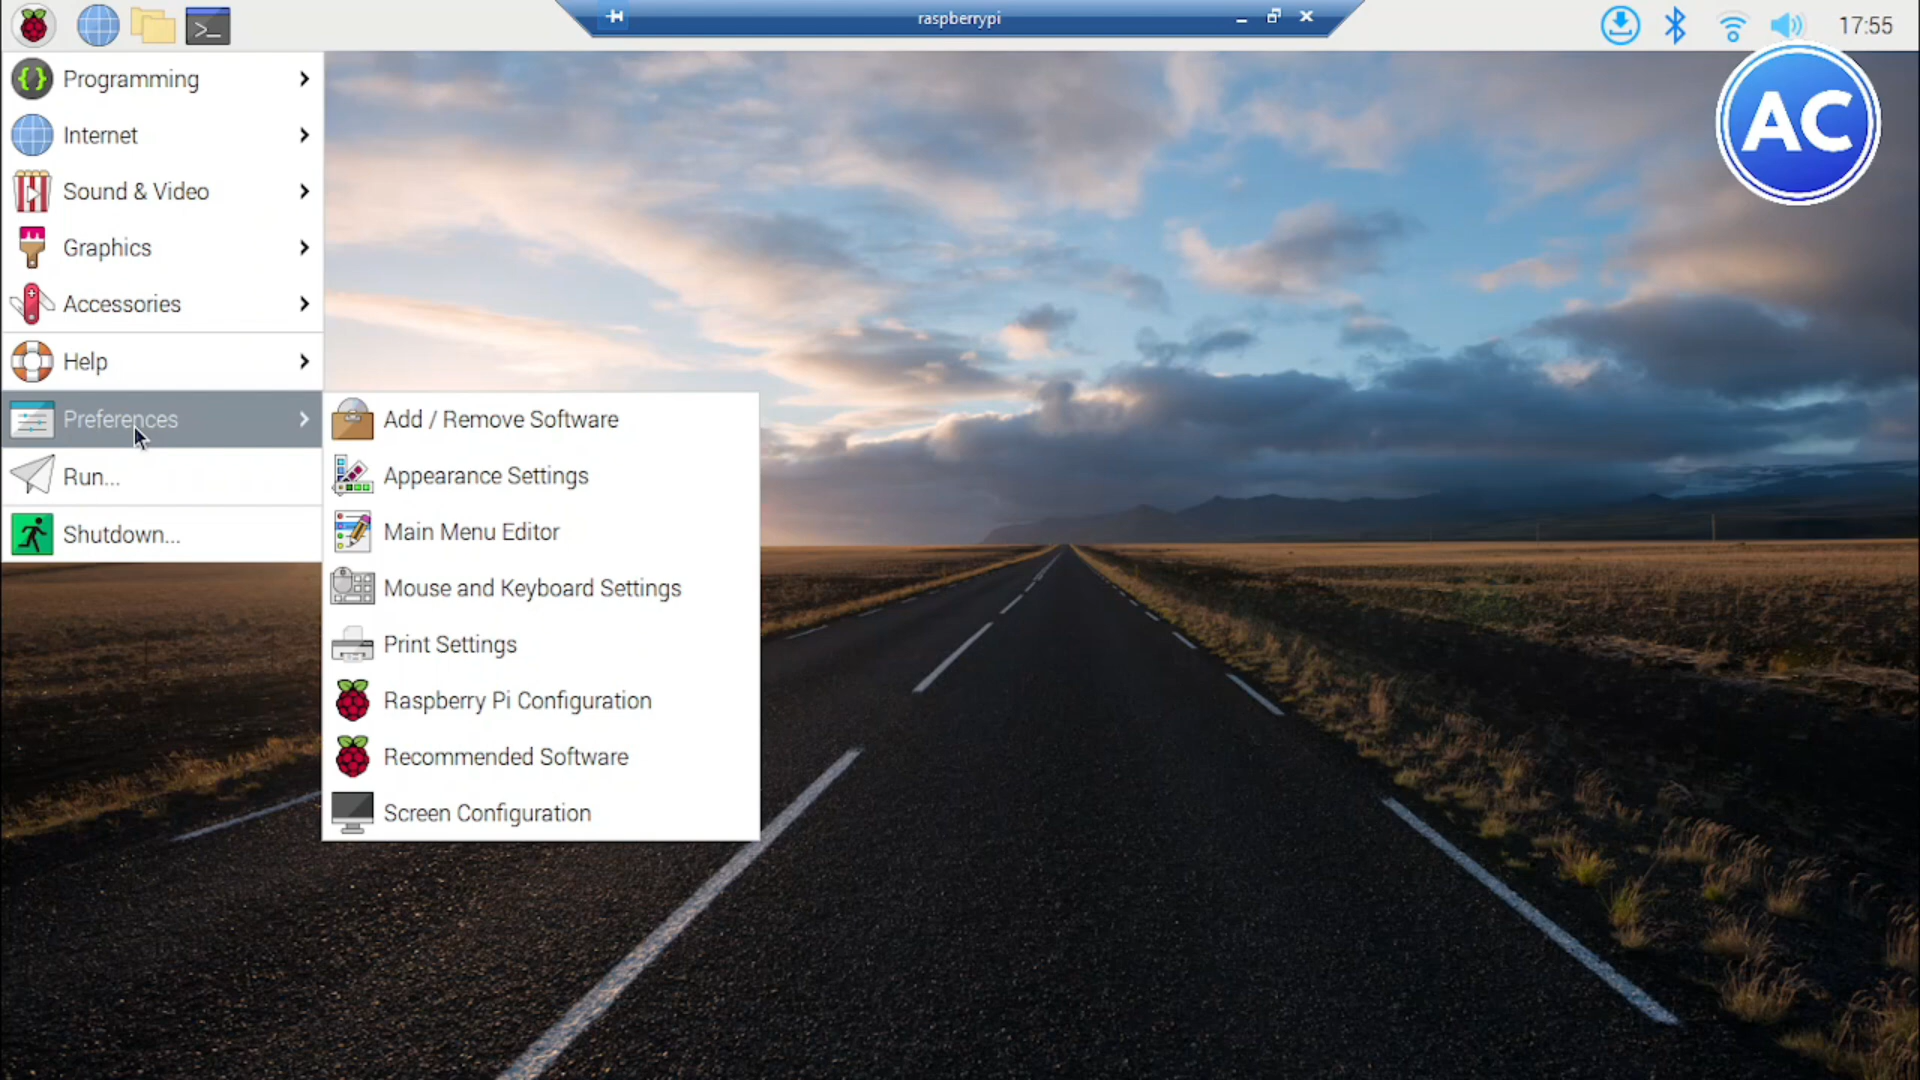 raspberrypi
17:55
AC
Programming
Internet
Sound & Video
Graphics
Accessories
Help
Preferences
Run...
Shutdown...
Add / Remove Software
Appearance Settings
Main Menu Editor
Mouse and Keyboard Settings
Print Settings
Raspberry Pi Configuration
Recommended Software
Screen Configuration